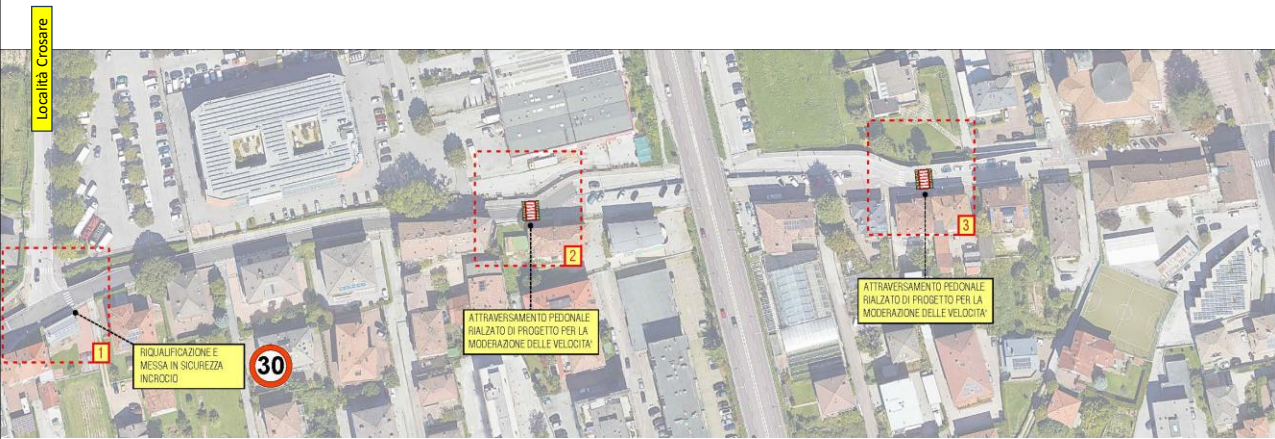 Località Crosare
1
RIQUALIFICAZIONE E
MESSA IN SICUREZZA
INCROCIO
30
2
ATTRAVERSAMENTO PEDONALE
RIALZATO DI PROGETTO PER LA
MODERAZIONE DELLE VELOCITA'
3
ATTRAVERSAMENTO PEDONALE
RIALZATO DI PROGETTO PER LA
MODERAZIONE DELLE VELOCITA'